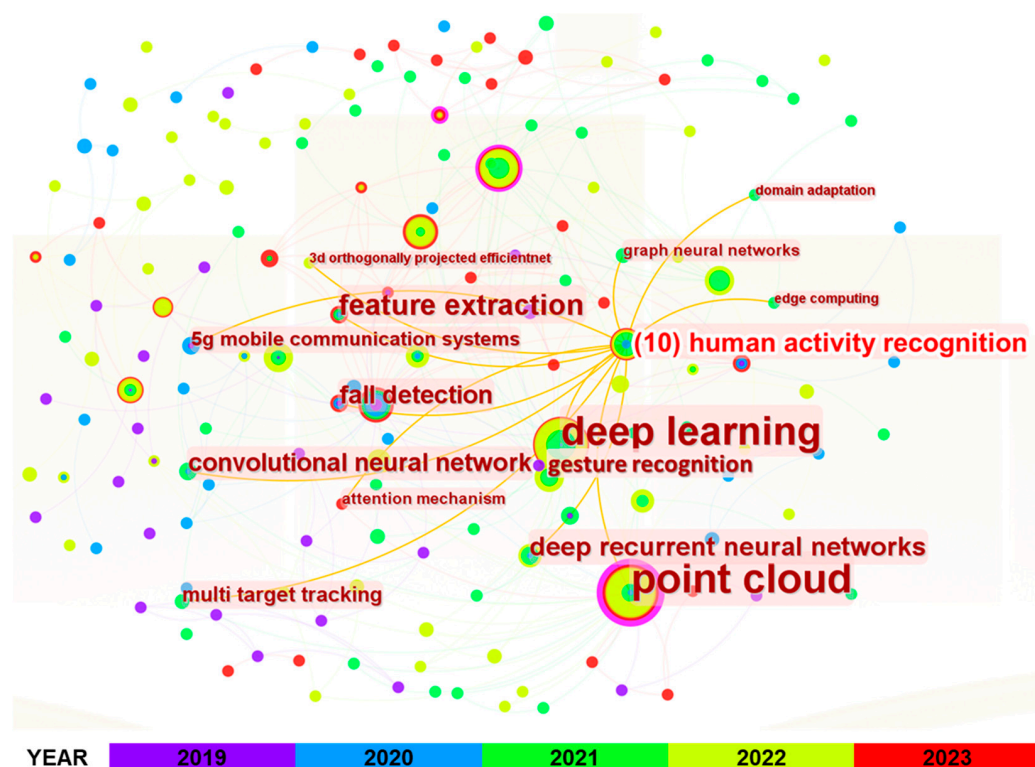 domain adaptation
graph neural networks
3d orthogonally projected efficientnet
edge computing
feature extraction
5g mobile communication systems
(10) human activity recognition
fall detection
deep learning
convolutional neural network
gesture recognition
attention mechanism
deep recurrent neural networks
point cloud
multi target tracking
YEAR 2019 2020 2021 2022 2023